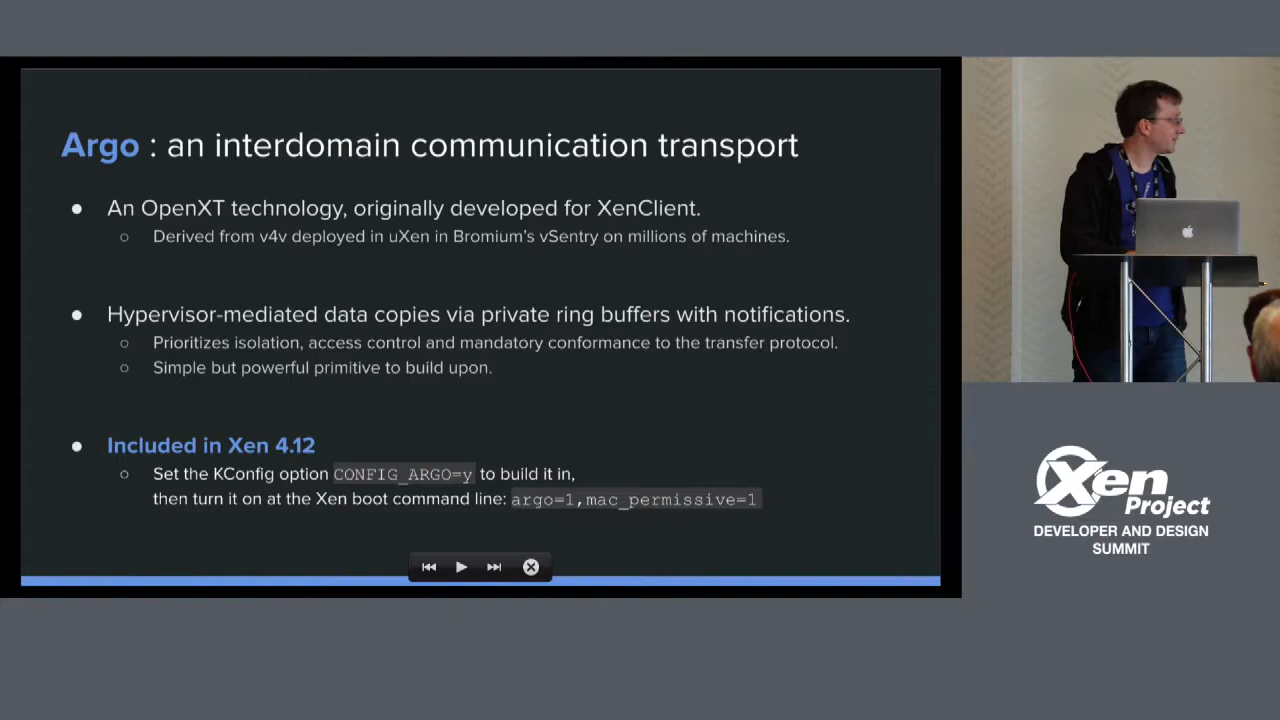 Argo : an interdomain communication transport
● An OpenXT technology, originally developed for XenClient.
○ Derived from v4v deployed in uXen in Bromium's vSentry on millions of machines.
● Hypervisor-mediated data copies via private ring buffers with notifications.
○ Prioritizes isolation, access control and mandatory conformance to the transfer protocol.
○ Simple but powerful primitive to build upon.
● Included in Xen 4.12
○ Set the KConfig option CONFIG_ARGO=y to build it in,
then turn it on at the Xen boot command line: argo=1,mac_permissive=1
Xen
Project
DEVELOPER AND DESIGN
SUMMIT